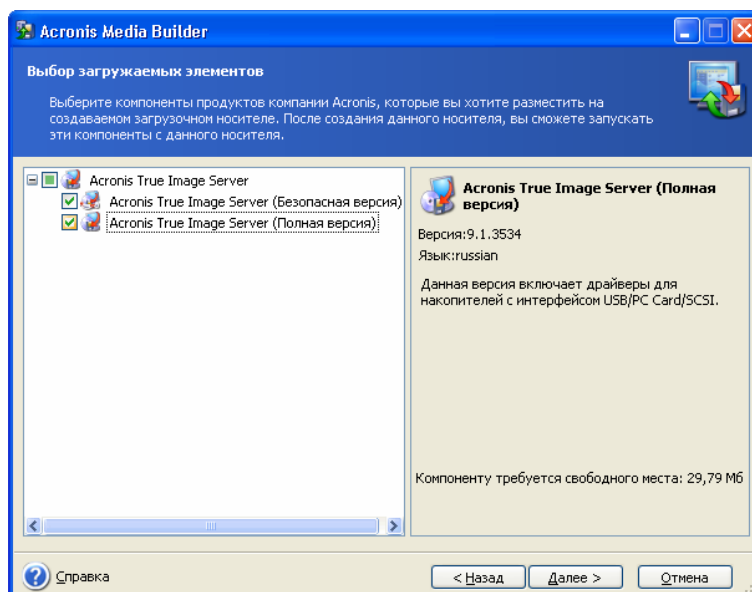 Acronis Media Builder
Выбор загружаемых элементов
Выберите компоненты продуктов компании Acronis, которые вы хотите разместить на
создаваемом загрузочном носителе. После создания данного носителя, вы сможете запускать
эти компоненты с данного носителя.
Acronis True Image Server
Acronis True Image Server (Безопасная версия)
Acronis True Image Server (Полная версия)
Acronis True Image Server (Полная
версия)
Версия:9.1.3534
Язык:russian
Данная версия включает драйверы для
накопителей с интерфейсом USB/PC Card/SCSI.
Компоненту требуется свободного места: 29,79 Мб
Справка
< Назад
Далее >
Отмена